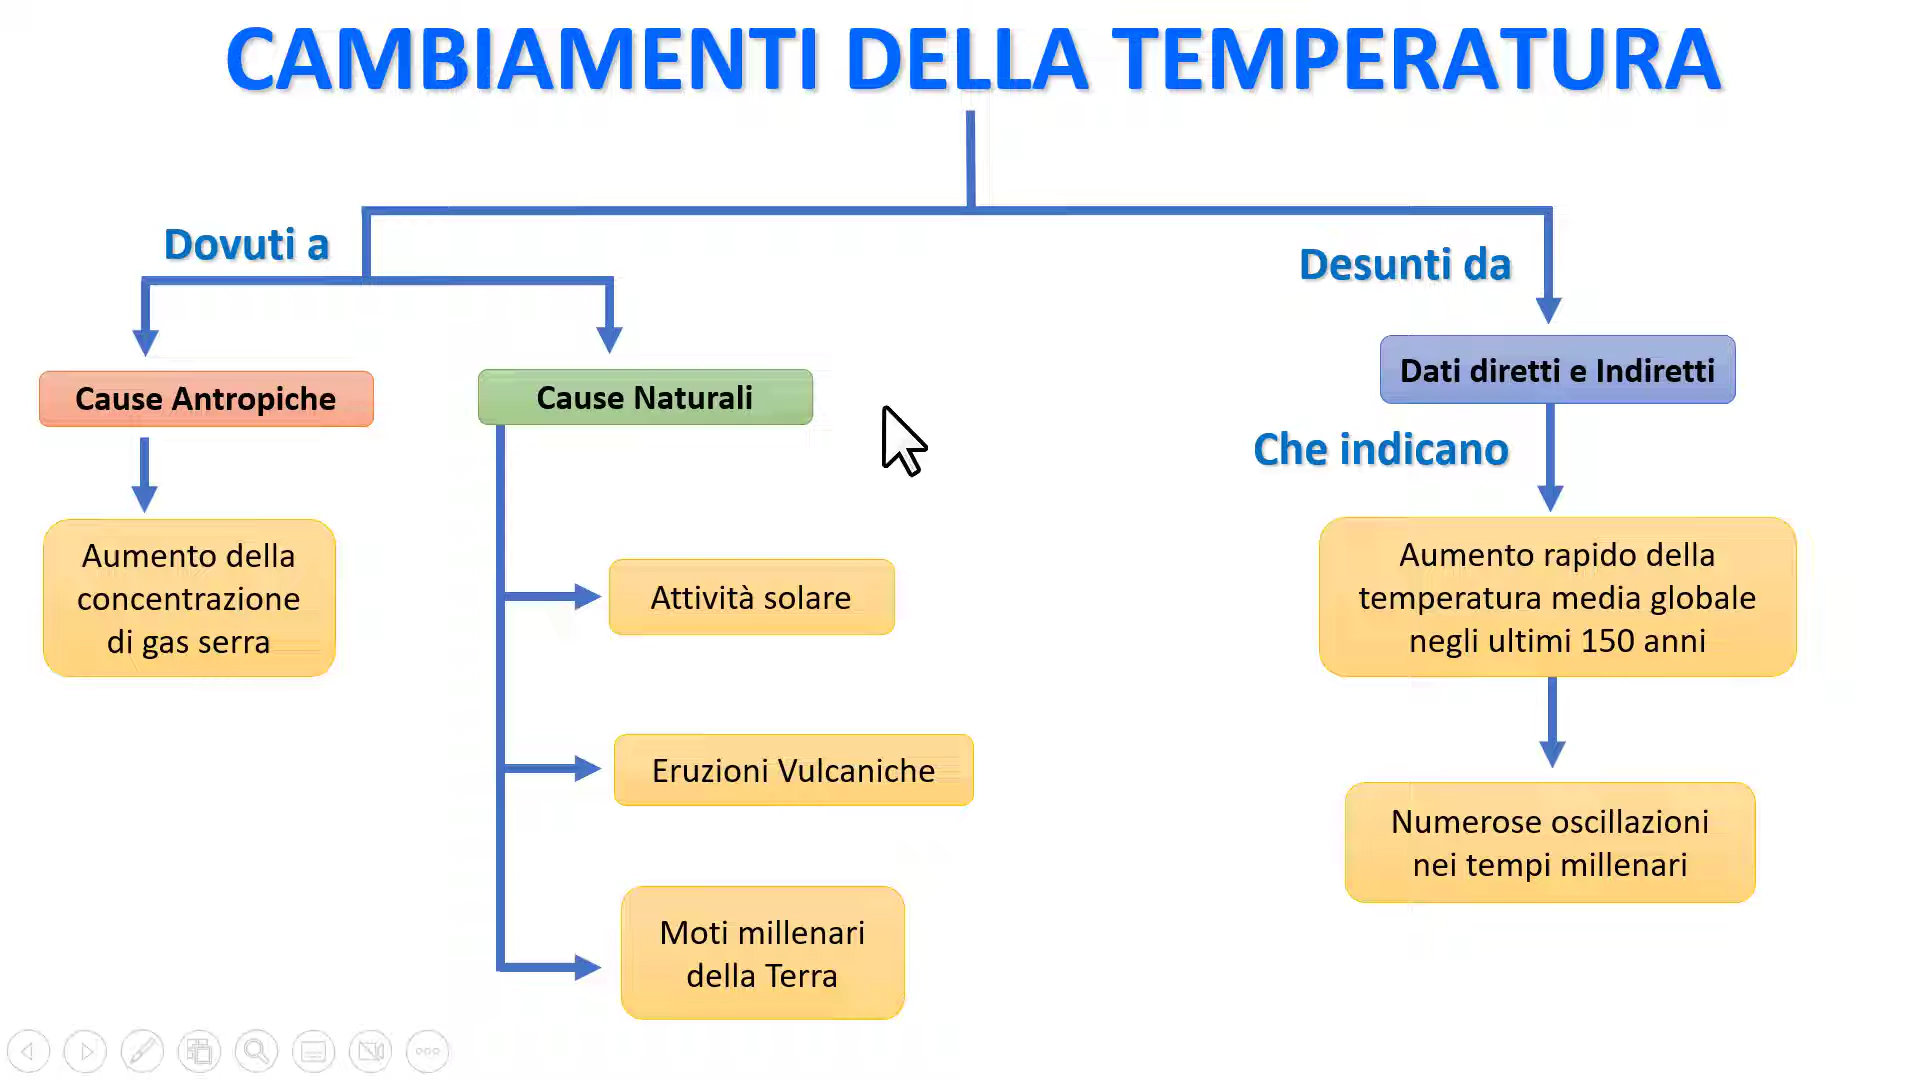 CAMBIAMENTI DELLA TEMPERATURA
Dovuti a
Cause Antropiche
Aumento della
concentrazione
di gas serra
Cause Naturali
Attività solare
Eruzioni Vulcaniche
Moti millenari
della Terra
Desunti da
Dati diretti e Indiretti
Che indicano
Aumento rapido della
temperatura media globale
negli ultimi 150 anni
Numerose oscillazioni
nei tempi millenari